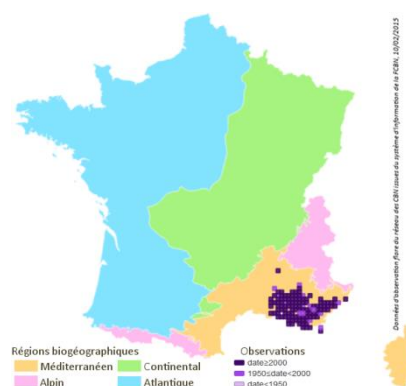 Données d'observation flore du réseau des CBN issues du système d'information de la FCBN, 10/02/2015
Régions biogéographiques
Méditerranéen
Continental
Alpin
Atlantique
Observations
date≥2000
1950≤date<2000
date<1950